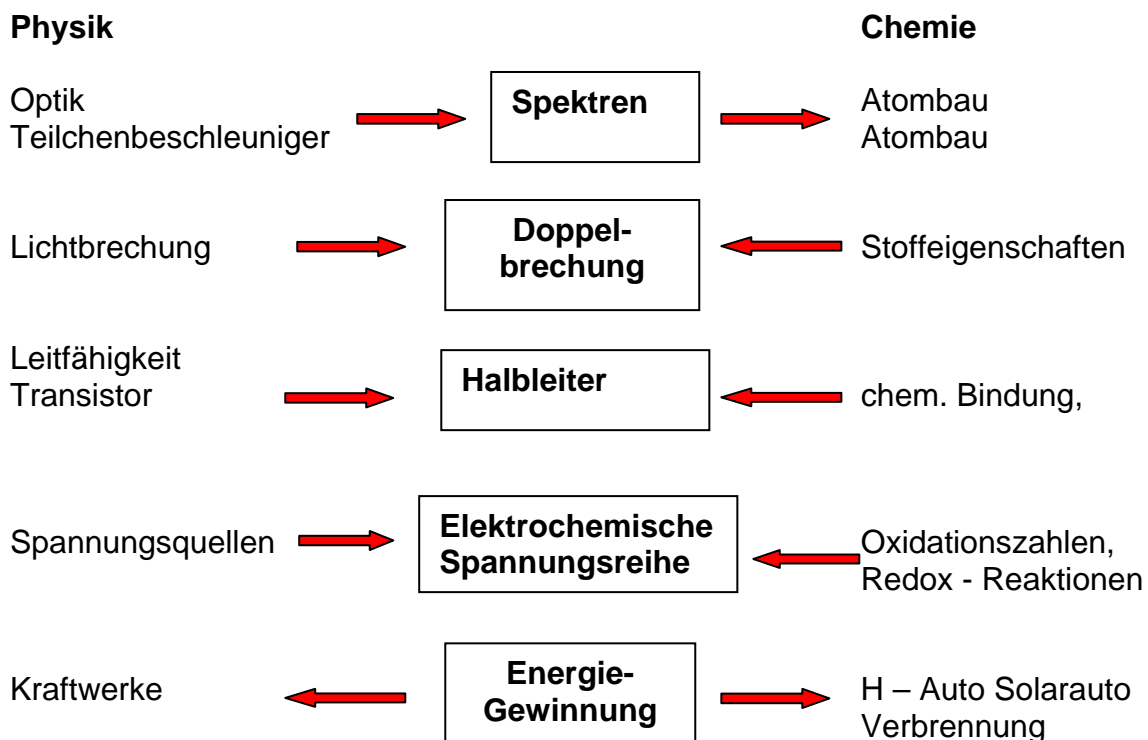 Physik
Chemie
Optik
Teilchenbeschleuniger
Spektren
Atombau
Atombau
Lichtbrechung
Doppel-
brechung
Stoffeigenschaften
Leitfähigkeit
Transistor
Halbleiter
chem. Bindung,
Spannungsquellen
Elektrochemische
Spannungsreihe
Oxidationszahlen,
Redox - Reaktionen
Kraftwerke
Energie-
Gewinnung
H – Auto Solarauto
Verbrennung